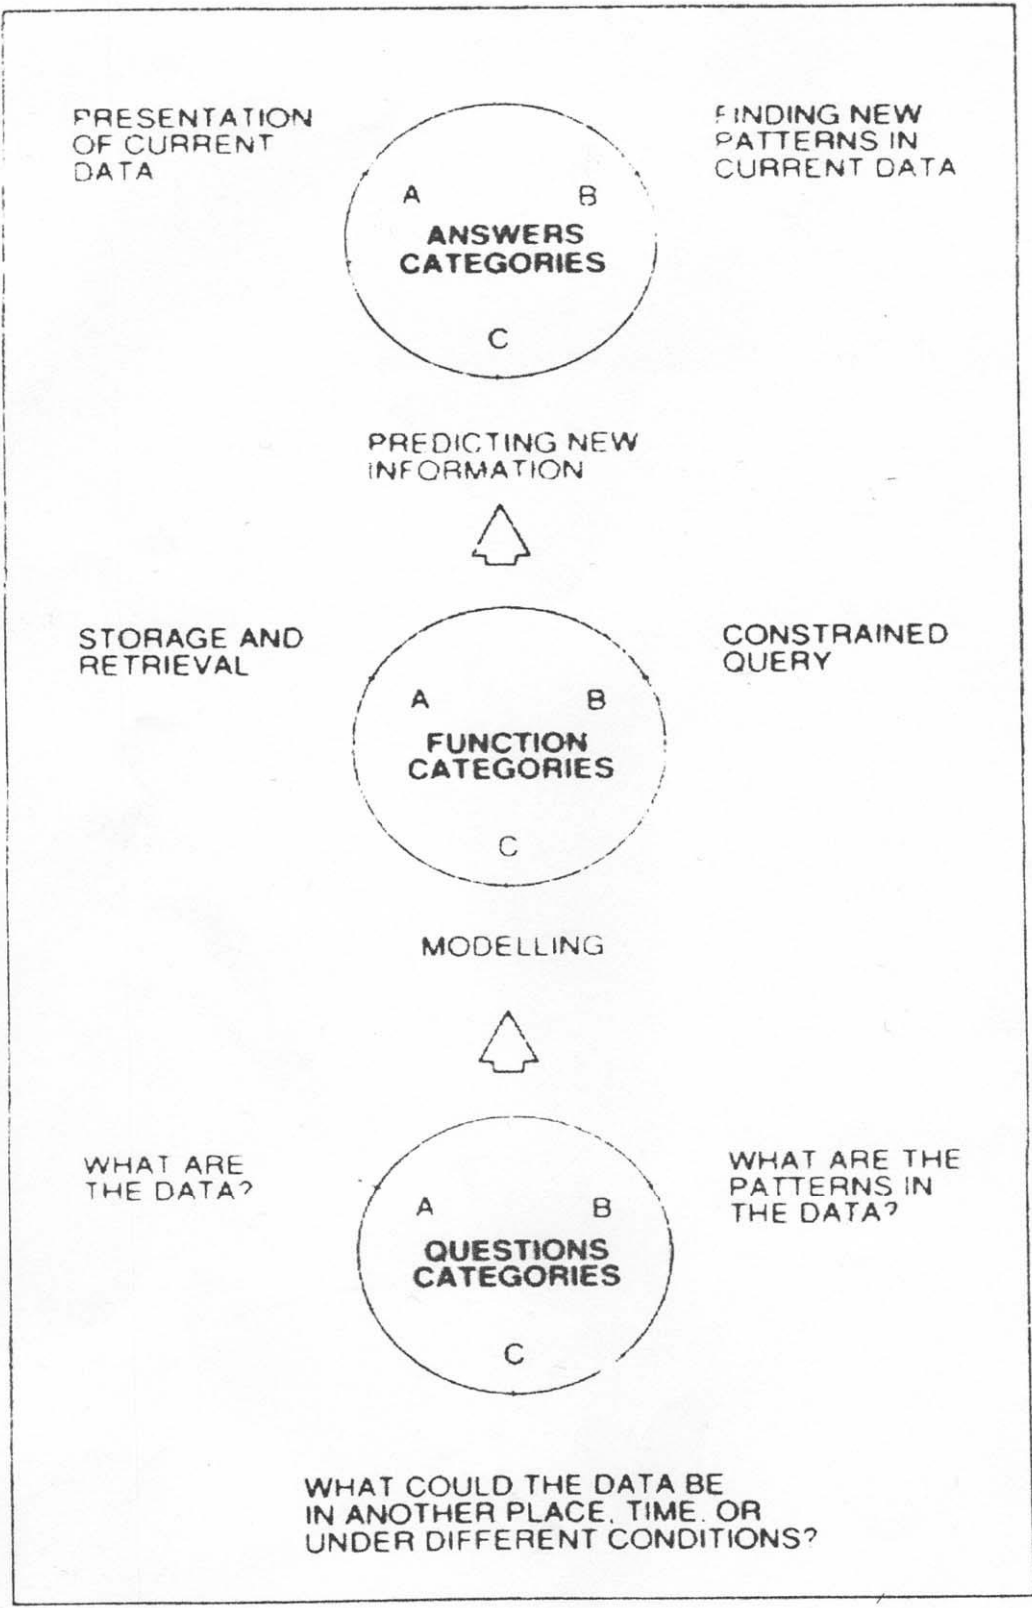 PRESENTATION
OF CURRENT
DATA
FINDING NEW
PATTERNS IN
CURRENT DATA
A
B
ANSWERS
CATEGORIES
C
PREDICTING NEW
INFORMATION
STORAGE AND
RETRIEVAL
CONSTRAINED
QUERY
A
B
FUNCTION
CATEGORIES
C
MODELLING
WHAT ARE
THE DATA?
WHAT ARE THE
PATTERNS IN
THE DATA?
A
B
QUESTIONS
CATEGORIES
C
WHAT COULD THE DATA BE
IN ANOTHER PLACE, TIME, OR
UNDER DIFFERENT CONDITIONS?